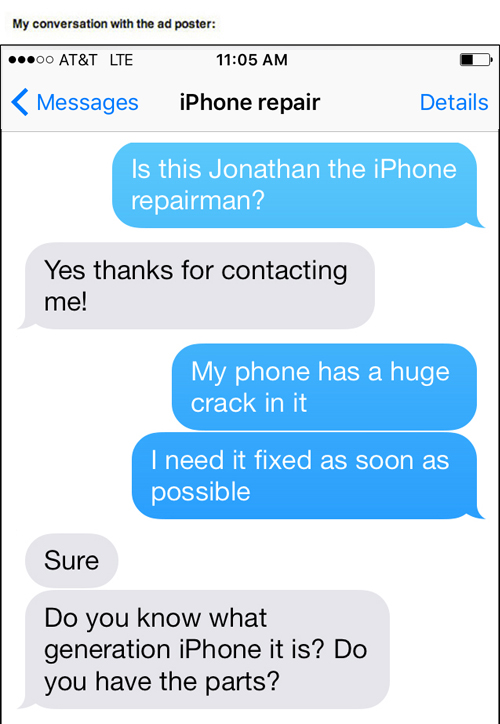 My conversation with the ad poster:
AT&T LTE 11:05 AM
Messages iPhone repair Details
Is this Jonathan the iPhone
repairman?
Yes thanks for contacting
me!
My phone has a huge
crack in it
I need it fixed as soon as
possible
Sure
Do you know what
generation iPhone it is? Do
you have the parts?